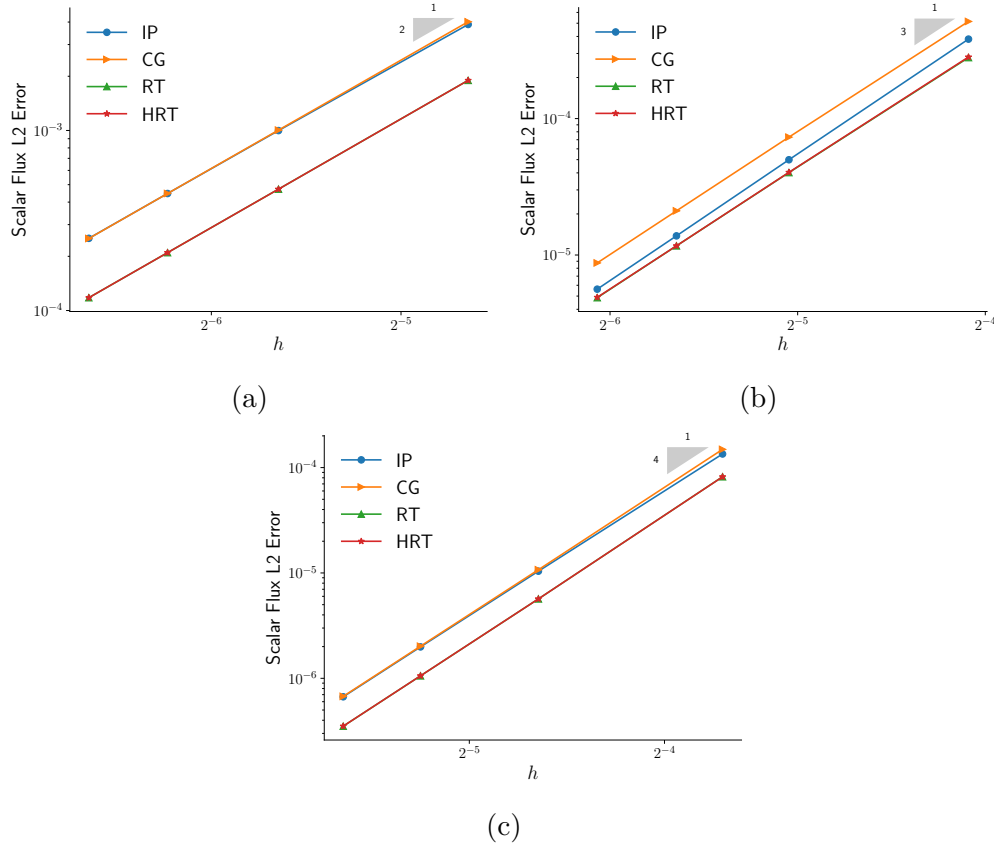 1
2
IP
CG
RT
HRT
Scalar Flux L2 Error
10⁻³
10⁻⁴
2⁻⁶
2⁻⁵
h
(a)
1
3
IP
CG
RT
HRT
Scalar Flux L2 Error
10⁻⁴
10⁻⁵
2⁻⁶
2⁻⁵
2⁻⁴
h
(b)
1
4
IP
CG
RT
HRT
Scalar Flux L2 Error
10⁻⁴
10⁻⁵
10⁻⁶
2⁻⁵
2⁻⁴
h
(c)